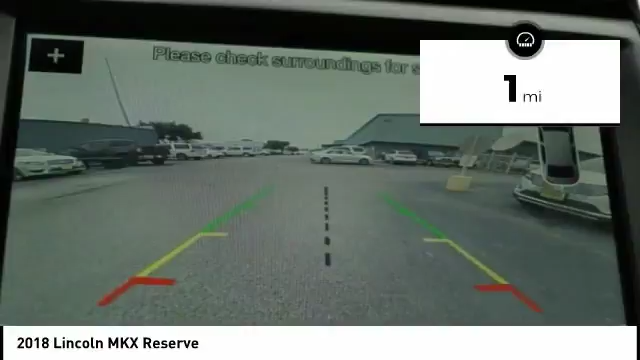 +
Please check surroundings for s
1 mi
2018 Lincoln MKX Reserve